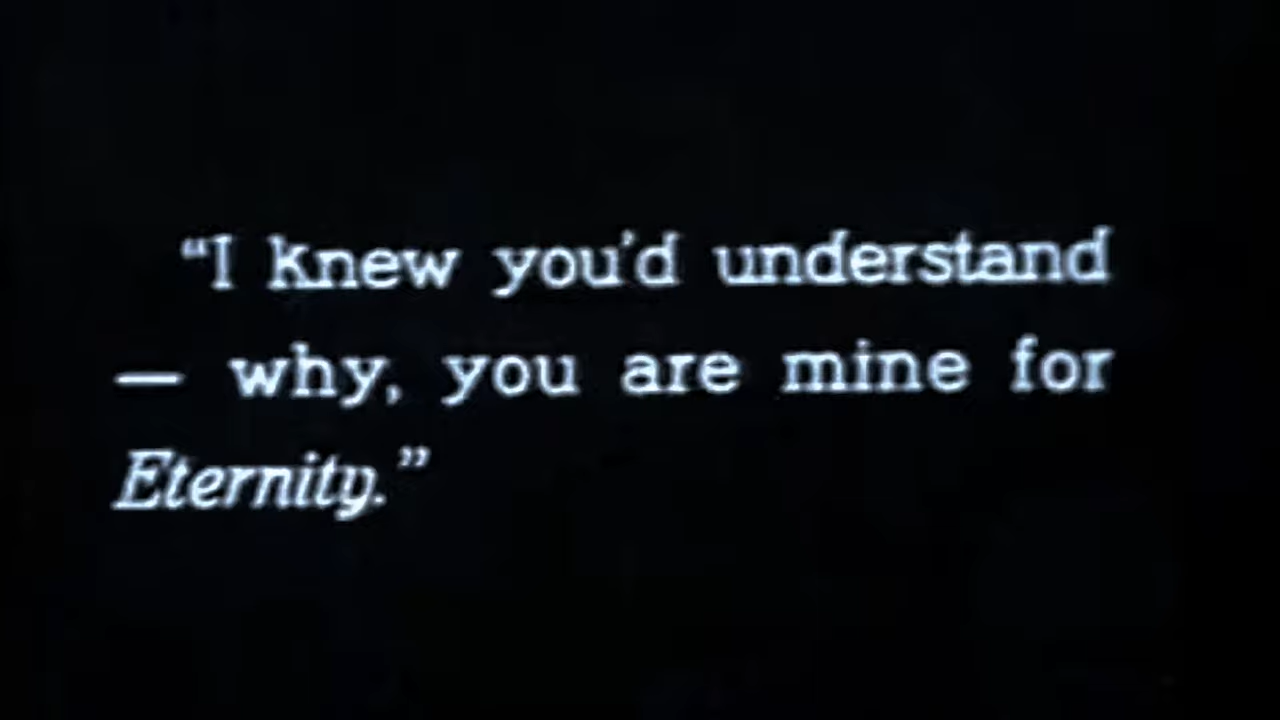 “I knew you’d understand
— why, you are mine for
Eternity.”